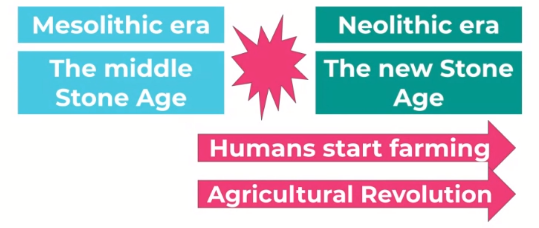 Mesolithic era
Neolithic era
The middle
Stone Age
The new Stone
Age
Humans start farming
Agricultural Revolution